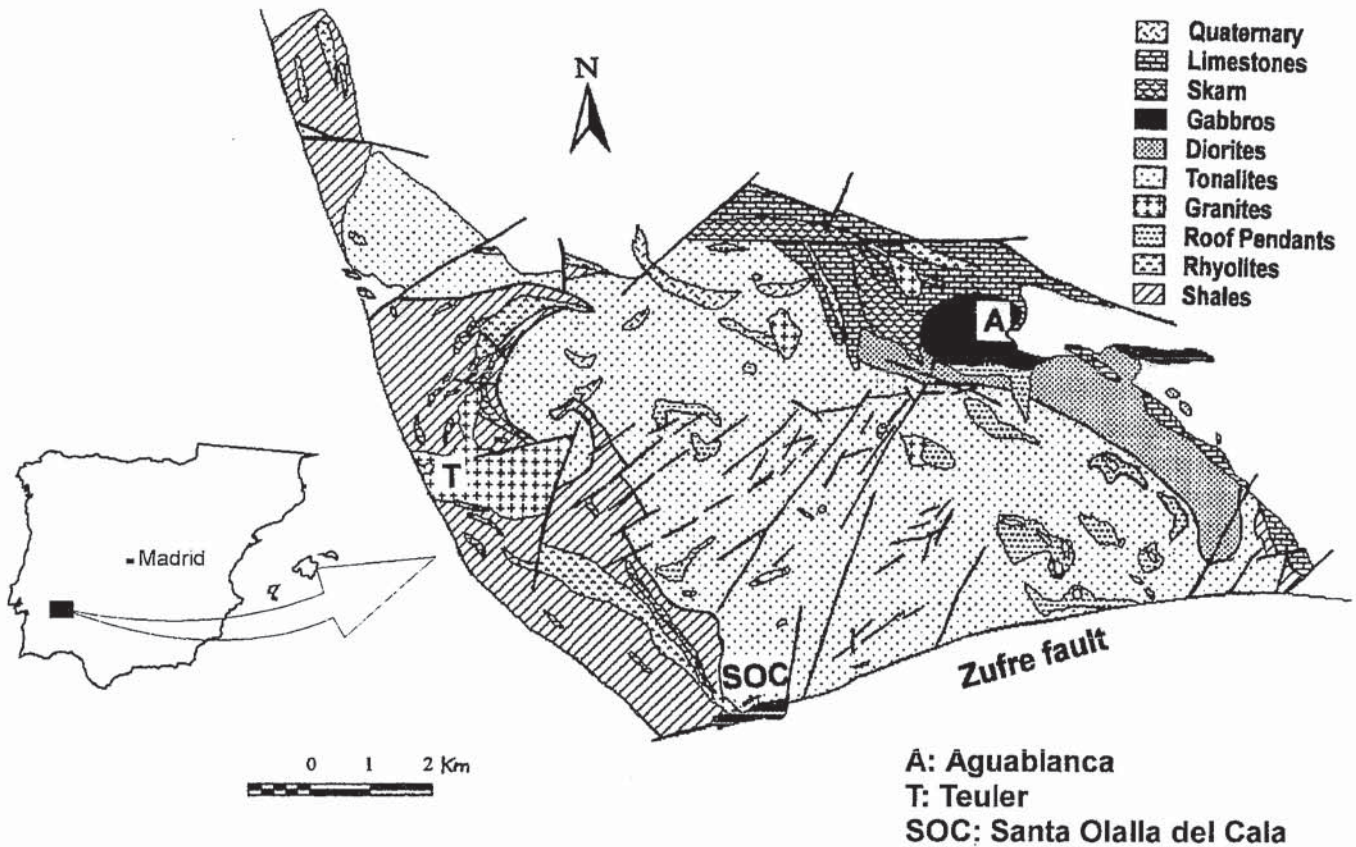 N
Quaternary
Limestones
Skarn
Gabbros
Diorites
Tonalites
Granites
Roof Pendants
Rhyolites
Shales
A
T
Madrid
SOC
Zufre fault
0 1 2 Km
A: Aguablanca
T: Teuler
SOC: Santa Olalla del Cala